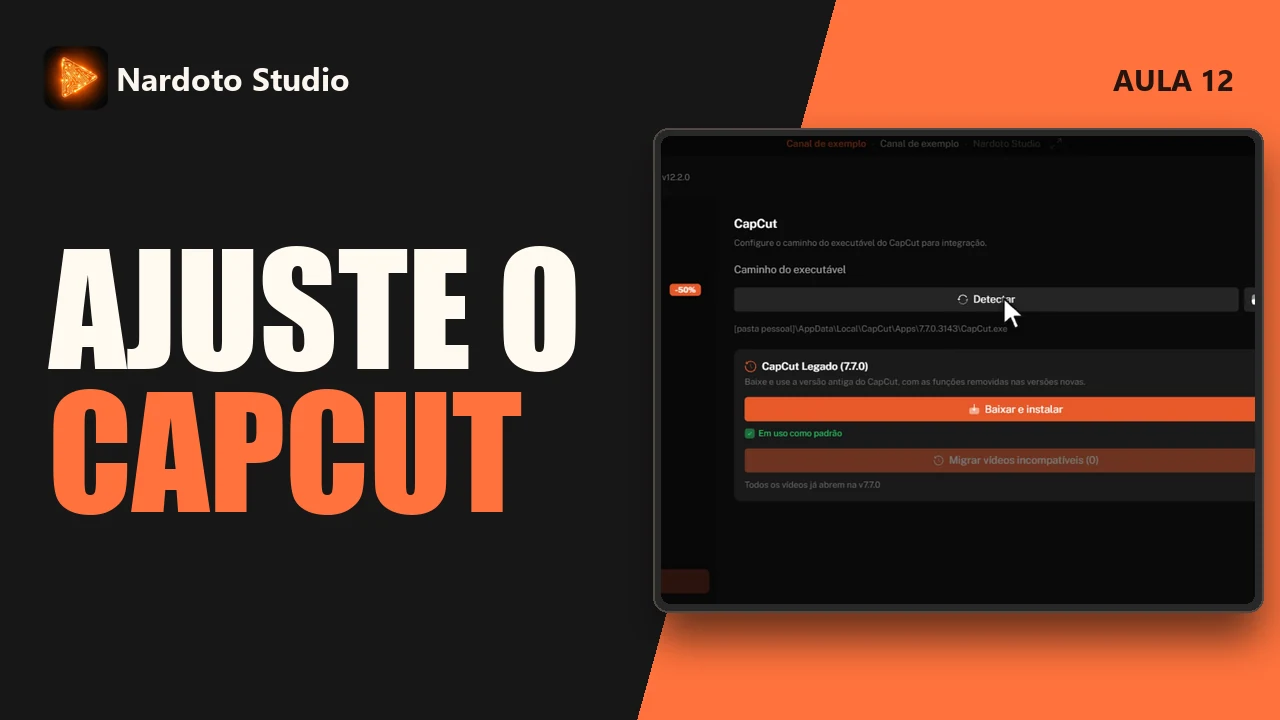 Nardoto Studio
AULA 12
AJUSTE O
CAPCUT
Canal de exemplo Canal de exemplo Nardoto Studio
v12.2.0
CapCut
Configure o caminho do executável do CapCut para integração.
Caminho do executável
-50%
Detectar
[pasta pessoal]\AppData\Local\CapCut\Apps\7.7.0.3143\CapCut.exe
CapCut Legado (7.7.0)
Baixe e use a versão antiga do CapCut, com as funções removidas nas versões novas.
Baixar e instalar
Em uso como padrão
Migrar vídeos incompatíveis (0)
Todos os vídeos já abrem na v7.7.0